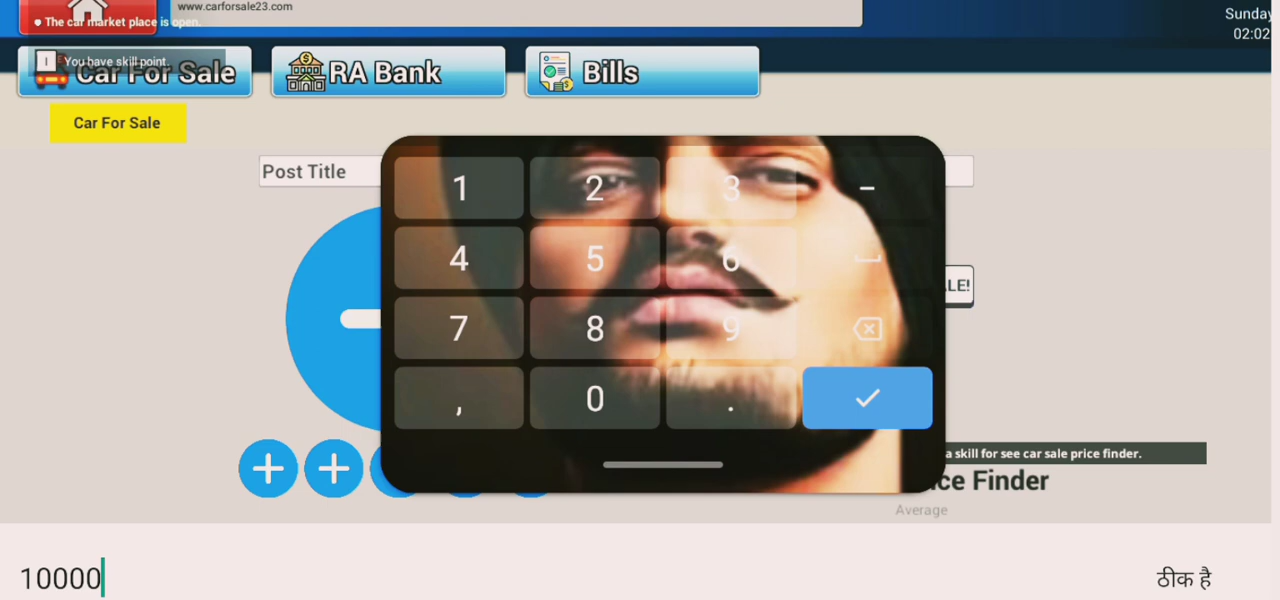 www.carforsale23.com
● The car market place is open.
Sunday
02:02
I You have skill point.
Car For Sale
RA Bank
Bills
Car For Sale
Post Title
1 2 3 -
4 5 6
LE!
7 8 9
, 0 .
a skill for see car sale price finder.
ce Finder
Average
10000
ठीक है